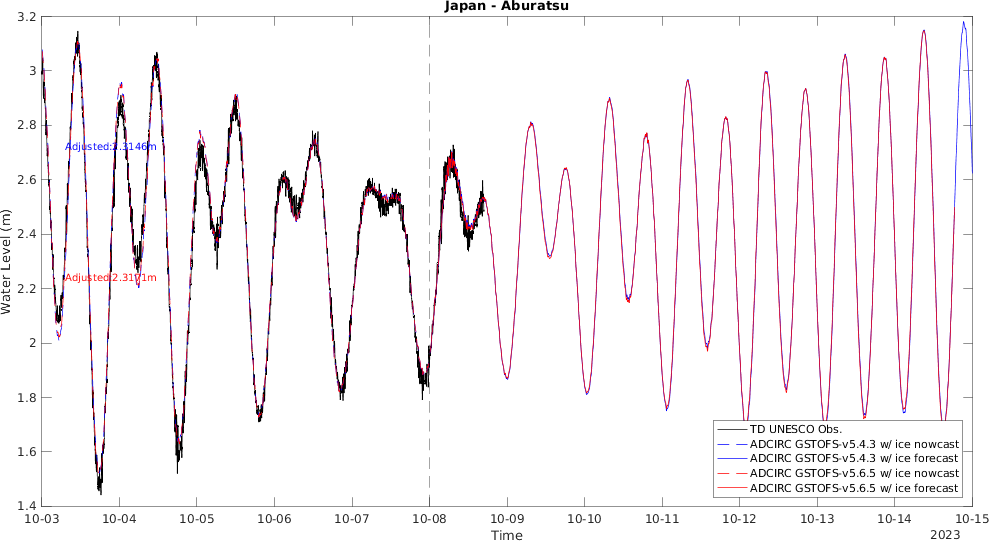 Japan - Aburatsu
3.2
3
2.8
2.6
2.4
2.2
2
1.8
1.6
1.4
Water Level (m)
Adjusted:2.3146m
Adjusted:2.3171m
TD UNESCO Obs.
ADCIRC GSTOFS-v5.4.3 w/ ice nowcast
ADCIRC GSTOFS-v5.4.3 w/ ice forecast
ADCIRC GSTOFS-v5.6.5 w/ ice nowcast
ADCIRC GSTOFS-v5.6.5 w/ ice forecast
10-03 10-04 10-05 10-06 10-07 10-08 10-09 10-10 10-11 10-12 10-13 10-14 10-15
Time
2023